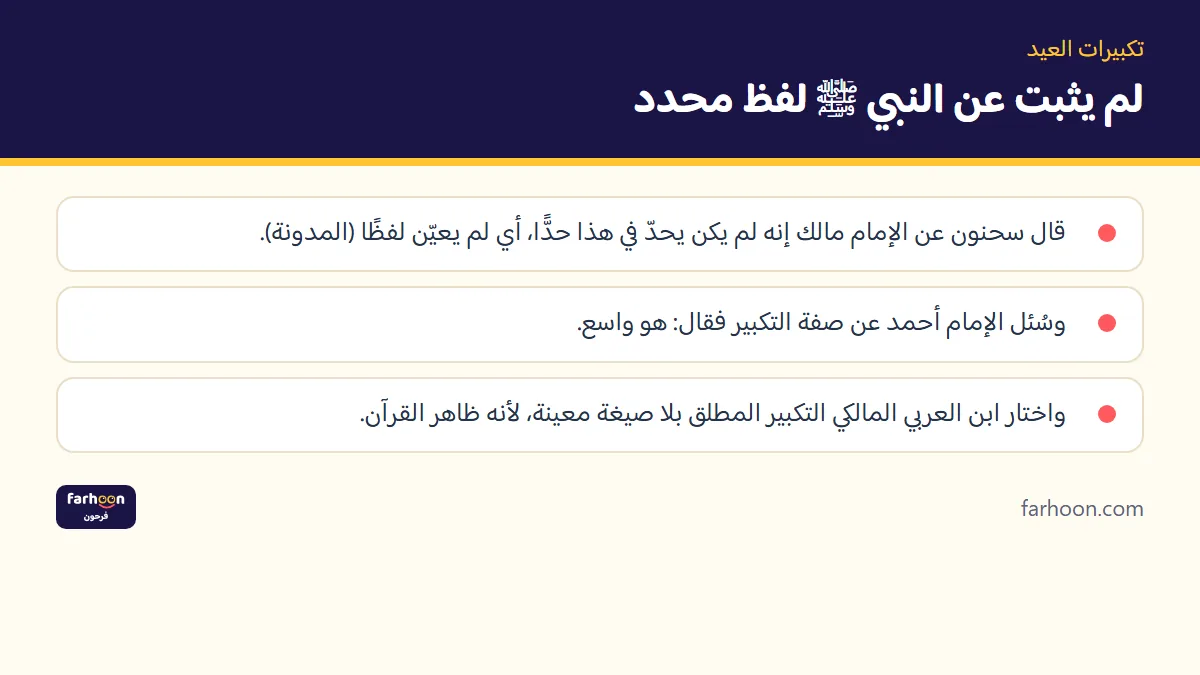 تكبيرات العيد
لم يثبت عن النبي ﷺ لفظ محدد
قال سحنون عن الإمام مالك إنه لم يكن يحدّ في هذا حدًّا، أي لم يعيّن لفظًا (المدونة).
وسُئل الإمام أحمد عن صفة التكبير فقال: هو واسع.
واختار ابن العربي المالكي التكبير المطلق بلا صيغة معينة، لأنه ظاهر القرآن.
farhoon.com
farhoon
فرحون